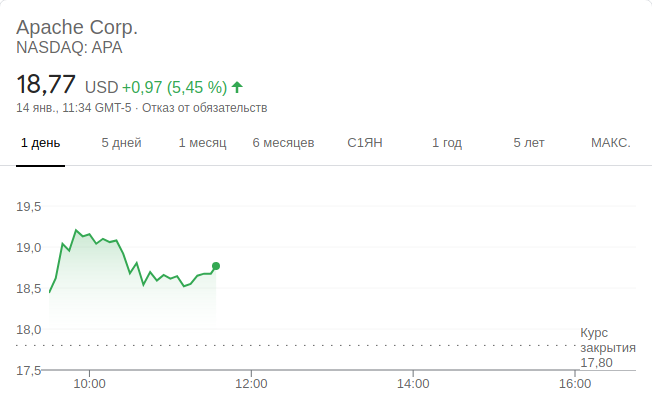 Apache Corp.
NASDAQ: APA
18,77 USD +0,97 (5,45 %)
14 янв., 11:34 GMT-5 · Отказ от обязательств
1 день 5 дней 1 месяц 6 месяцев С1ЯН 1 год 5 лет МАКС.
19,5
19,0
18,5
18,0
Курс
закрытия
17,80
17,5
10:00 12:00 14:00 16:00